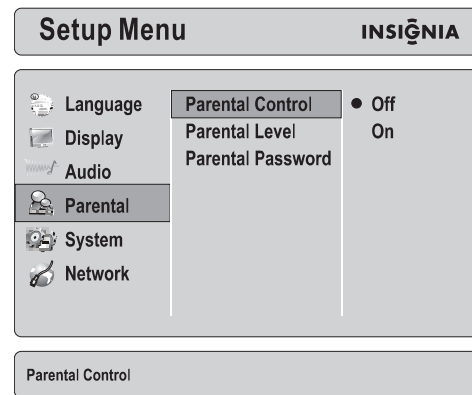 Setup Menu
INSIGNIA
Language
Display
Audio
Parental
System
Network
Parental Control
Parental Level
Parental Password
Off
On
Parental Control